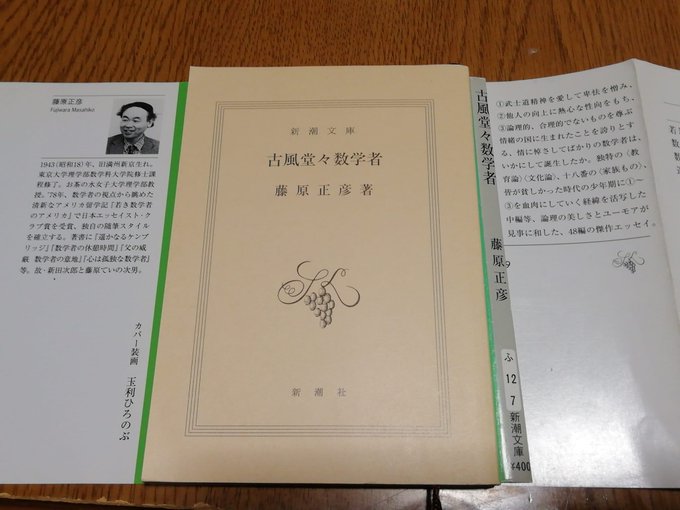 藤原正彦
Fujiwara Masahiko
1943(昭和18)年、旧満州新京生れ。
東京大学理学部数学科大学院修士課
程修了。お茶の水女子大学理学部教
授。'78年、数学者の視点から眺めた
清新なアメリカ留学記『若き数学者
のアメリカ』で日本エッセイスト・ク
ラブ賞を受賞、独自の随筆スタイル
を確立する。著書に『遥かなるケンブ
リッジ』『数学者の休憩時間』『父の威
厳 数学者の意地』『心は孤独な数学者』
等。故・新田次郎と藤原ていの次男。
カバー装画 玉利ひろのぶ
新潮文庫
古風堂々数学者
藤原正彦著
新潮社
古風堂々数学者
藤原正彦
ふ
12
7
新潮文庫
¥400
①武士道精神を愛して卑怯を憎み、
②他人の向上に熱心な性向をもち、
③論理的、合理的でないものを尊ぶ
情緒の国に生まれたことを誇りとす
る、情に棹さしてばかりの数学者は、
いかにして誕生したか。独特の〈教
育論〉〈文化論〉、十八番の〈家族もの〉、
皆が貧しかった時代の少年期に①〜
③を血肉にしていく経緯を活写した
中編等、論理の美しさとユーモアが
見事に和した、48編の傑作エッセイ。